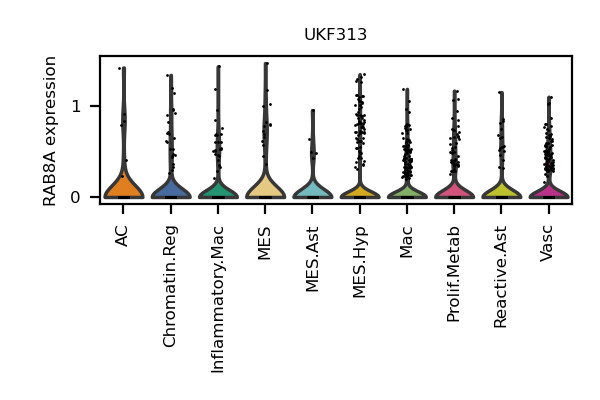 UKF313
RAB8A expression
1
0
AC
Chromatin.Reg
Inflammatory.Mac
MES
MES.Ast
MES.Hyp
Mac
Prolif.Metab
Reactive.Ast
Vasc